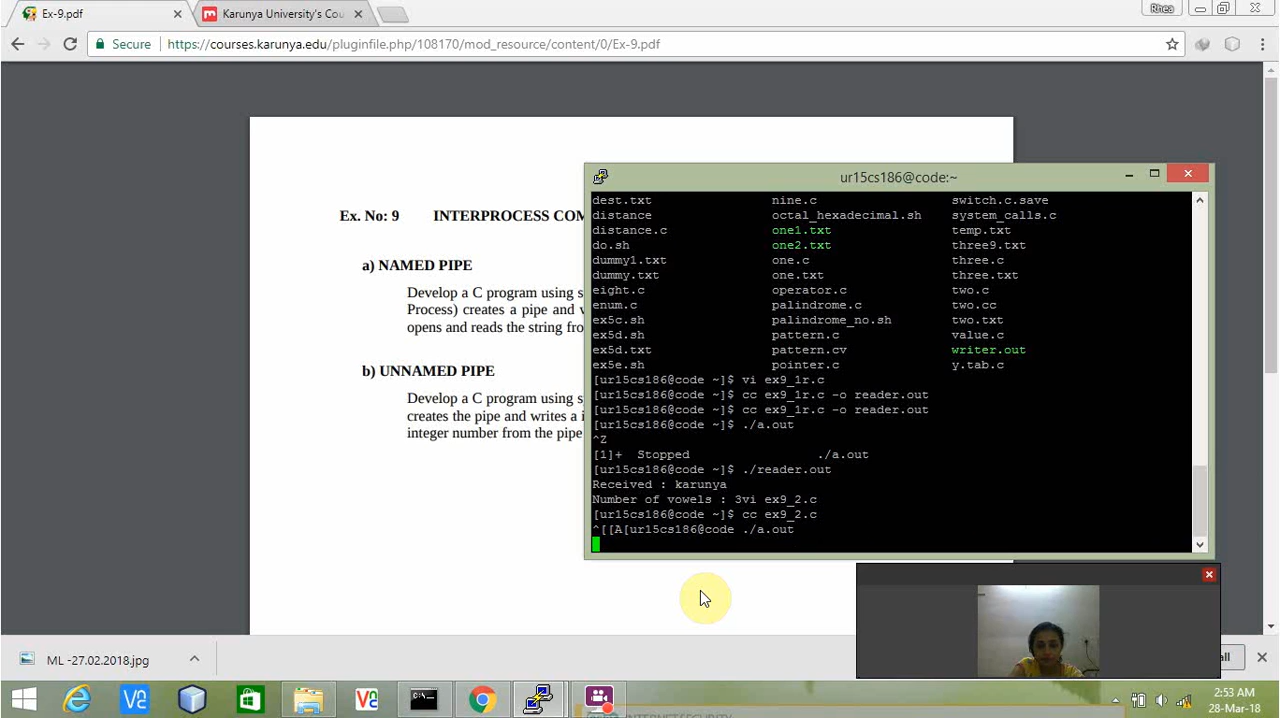 Ex-9.pdf
Karunya University's Cou
Rhea
Secure https://courses.karunya.edu/pluginfile.php/108170/mod_resource/content/0/Ex-9.pdf
Ex. No: 9 INTERPROCESS COM
a) NAMED PIPE
Develop a C program using s
Process) creates a pipe and w
opens and reads the string fro
b) UNNAMED PIPE
Develop a C program using s
creates the pipe and writes a i
integer number from the pipe
ur15cs186@code:~
dest.txt nine.c switch.c.save
distance octal_hexadecimal.sh system_calls.c
distance.c one1.txt temp.txt
do.sh one2.txt three9.txt
dummy1.txt one.c three.c
dummy.txt one.txt three.txt
eight.c operator.c two.c
enum.c palindrome.c two.cc
ex5c.sh palindrome_no.sh two.txt
ex5d.sh pattern.c value.c
ex5d.txt pattern.cv writer.out
ex5e.sh pointer.c y.tab.c
[ur15cs186@code ~]$ vi ex9_1r.c
[ur15cs186@code ~]$ cc ex9_1r.c -o reader.out
[ur15cs186@code ~]$ cc ex9_1r.c -o reader.out
[ur15cs186@code ~]$ ./a.out
^Z
[1]+ Stopped ./a.out
[ur15cs186@code ~]$ ./reader.out
Received : karunya
Number of vowels : 3vi ex9_2.c
[ur15cs186@code ~]$ cc ex9_2.c
^[[A[ur15cs186@code ./a.out
ML -27.02.2018.jpg
all
INTERNETSECURITY
2:53 AM
28-Mar-18